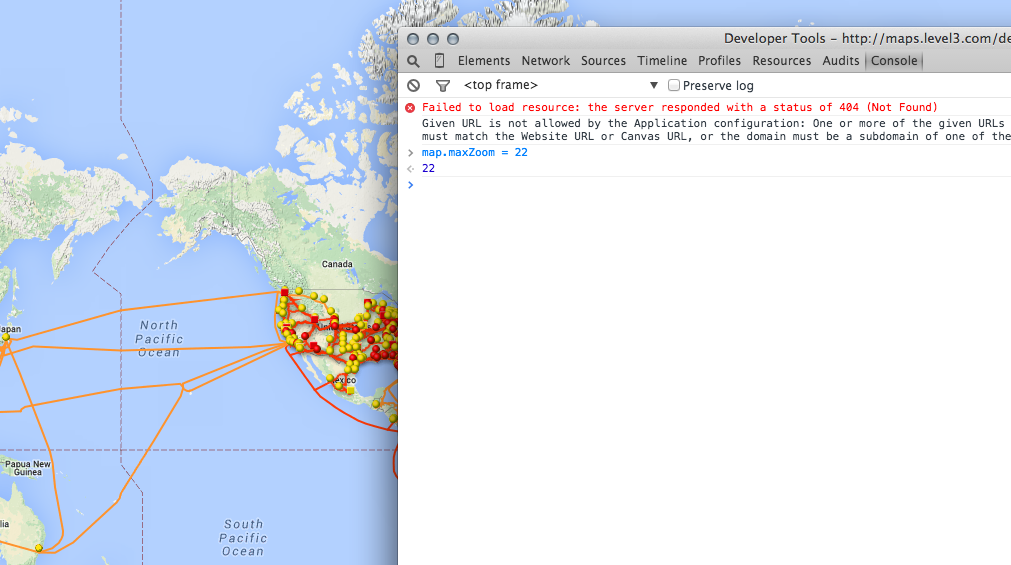 Developer Tools - http://maps.level3.com/de
Elements Network Sources Timeline Profiles Resources Audits Console
<top frame> ▼ Preserve log
Failed to load resource: the server responded with a status of 404 (Not Found)
Given URL is not allowed by the Application configuration: One or more of the given URLs
must match the Website URL or Canvas URL, or the domain must be a subdomain of one of the
> map.maxZoom = 22
22
>
Canada
North
Pacific
Ocean
apan
exico
Papua New
Guinea
lia
South
Pacific
Ocean